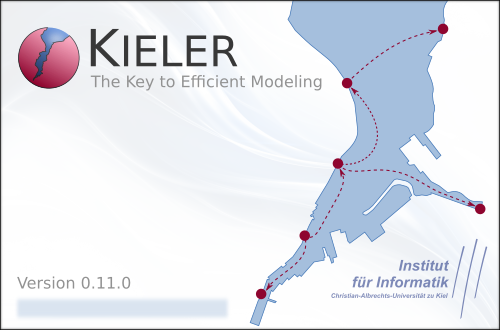 KIELER
The Key to Efficient Modeling
Version 0.11.0
Institut
für Informatik
Christian-Albrechts-Universität zu Kiel